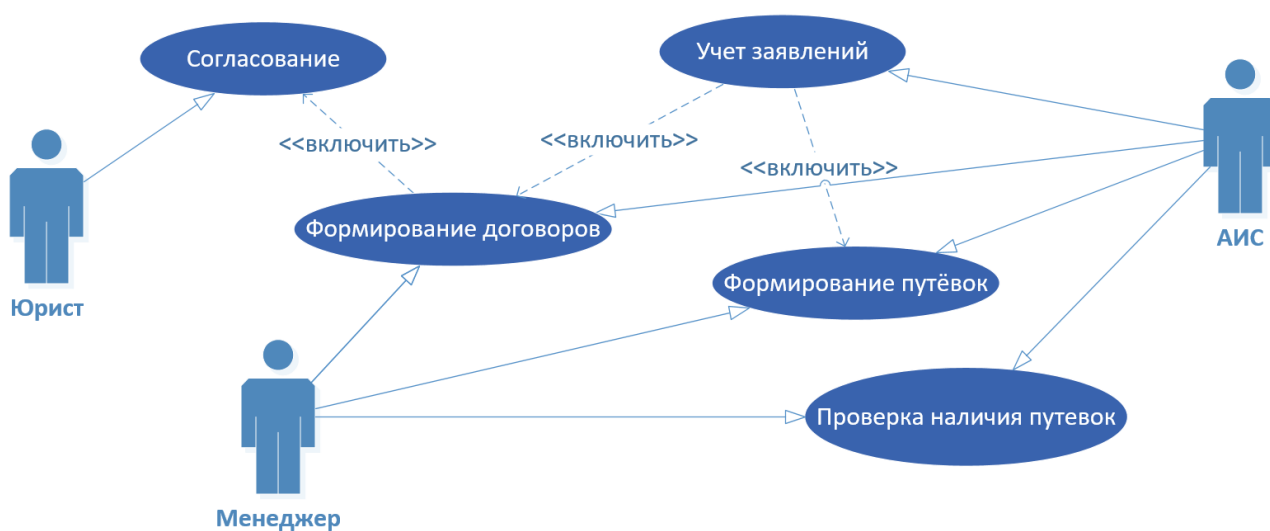 Согласование
Учет заявлений
<<включить>>
<<включить>>
<<включить>>
Формирование договоров
АИС
Формирование путёвок
Юрист
Проверка наличия путевок
Менеджер